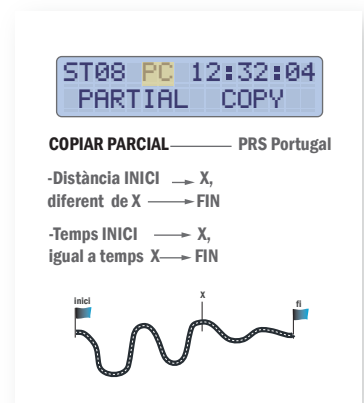 ST08 PC 12:32:04
PARTIAL COPY
COPIAR PARCIAL PRS Portugal
-Distància INICI X,
diferent de X FIN
-Temps INICI X,
igual a temps X FIN
inici X fi